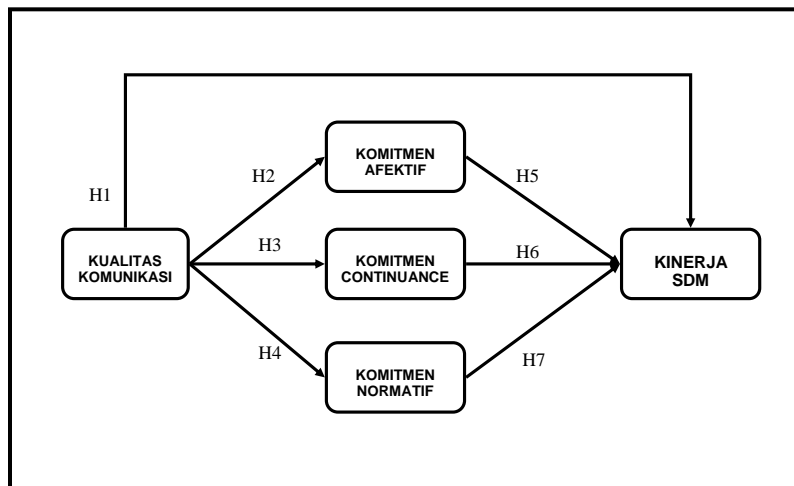 KOMITMEN
AFEKTIF
H2
H5
H1
KUALITAS
KOMUNIKASI
H3
KOMITMEN
CONTINUANCE
H6
KINERJA
SDM
H4
KOMITMEN
NORMATIF
H7